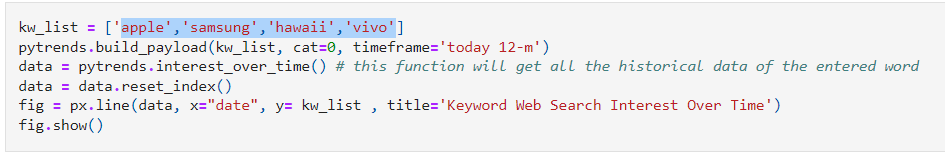 kw_list = ['apple','samsung','hawaii','vivo']
pytrends.build_payload(kw_list, cat=0, timeframe='today 12-m')
data = pytrends.interest_over_time() # this function will get all the historical data of the entered word
data = data.reset_index()
fig = px.line(data, x="date", y= kw_list , title='Keyword Web Search Interest Over Time')
fig.show()